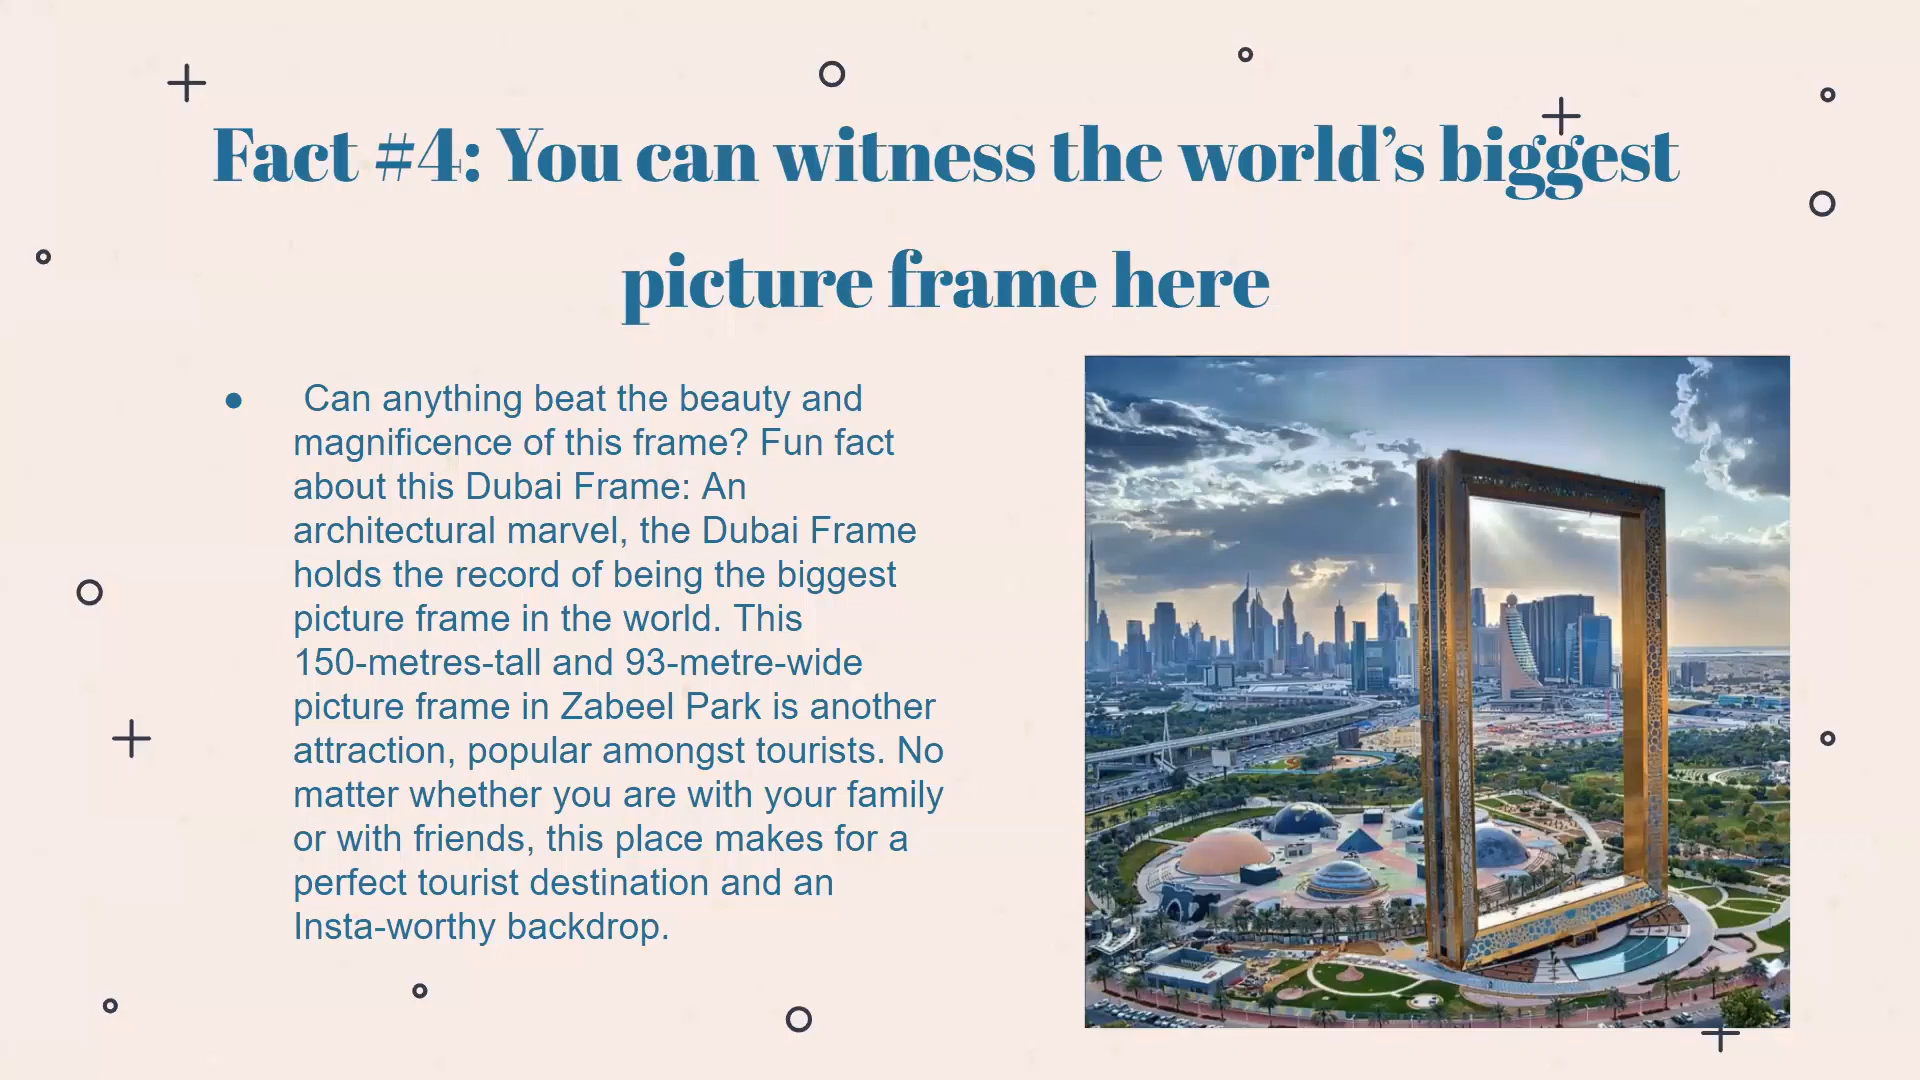 Fact #4: You can witness the world’s biggest
picture frame here
● Can anything beat the beauty and
magnificence of this frame? Fun fact
about this Dubai Frame: An
architectural marvel, the Dubai Frame
holds the record of being the biggest
picture frame in the world. This
150-metres-tall and 93-metre-wide
picture frame in Zabeel Park is another
attraction, popular amongst tourists. No
matter whether you are with your family
or with friends, this place makes for a
perfect tourist destination and an
Insta-worthy backdrop.